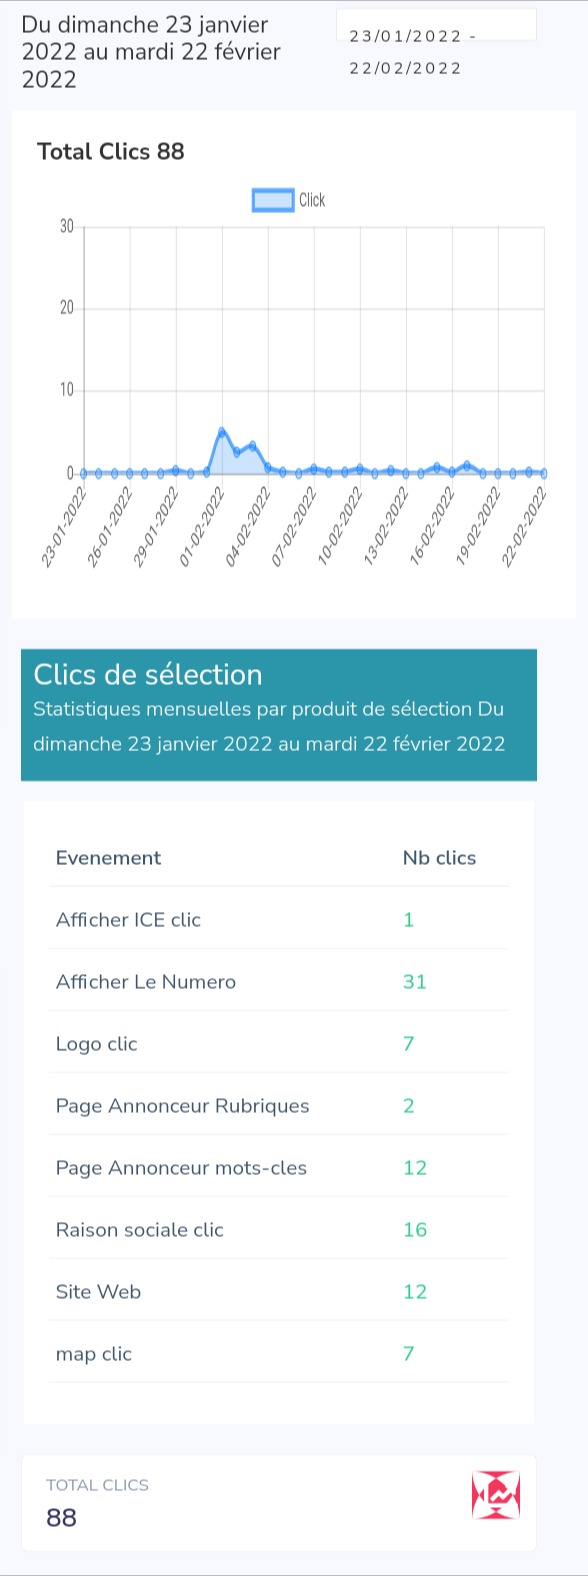 Du dimanche 23 janvier
2022 au mardi 22 février
2022
23/01/2022 -
22/02/2022
Total Clics 88
Click
30
20
10
0
23-01-2022
26-01-2022
29-01-2022
01-02-2022
04-02-2022
07-02-2022
10-02-2022
13-02-2022
16-02-2022
19-02-2022
22-02-2022
Clics de sélection
Statistiques mensuelles par produit de sélection Du
dimanche 23 janvier 2022 au mardi 22 février 2022
Evenement Nb clics
Afficher ICE clic 1
Afficher Le Numero 31
Logo clic 7
Page Annonceur Rubriques 2
Page Annonceur mots-cles 12
Raison sociale clic 16
Site Web 12
map clic 7
TOTAL CLICS
88